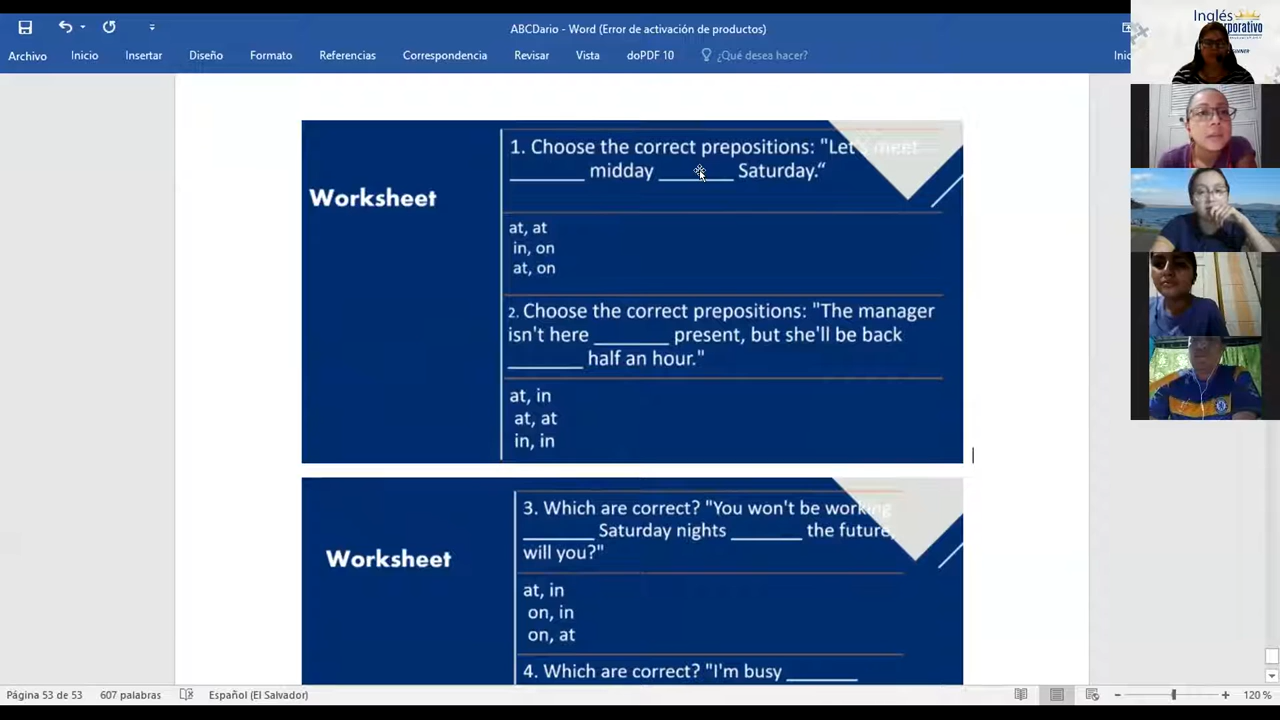 ABCDario - Word (Error de activación de productos)
Archivo Inicio Insertar Diseño Formato Referencias Correspondencia Revisar Vista doPDF 10 ¿Qué desea hacer? Inic
Inglés
Worksheet
1. Choose the correct prepositions: "Let's meet
_______ midday _______ Saturday.“
at, at
in, on
at, on
2. Choose the correct prepositions: "The manager
isn't here _______ present, but she'll be back
_______ half an hour."
at, in
at, at
in, in
Worksheet
3. Which are correct? "You won't be working
_______ Saturday nights _______ the future,
will you?"
at, in
on, in
on, at
4. Which are correct? "I'm busy _______
Página 53 de 53 607 palabras Español (El Salvador) 120 %